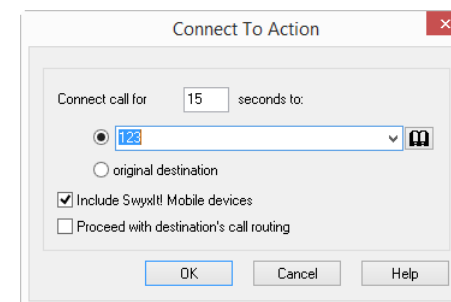 Connect To Action
Connect call for 15 seconds to:
123
original destination
Include SwyxIt! Mobile devices
Proceed with destination's call routing
OK Cancel Help